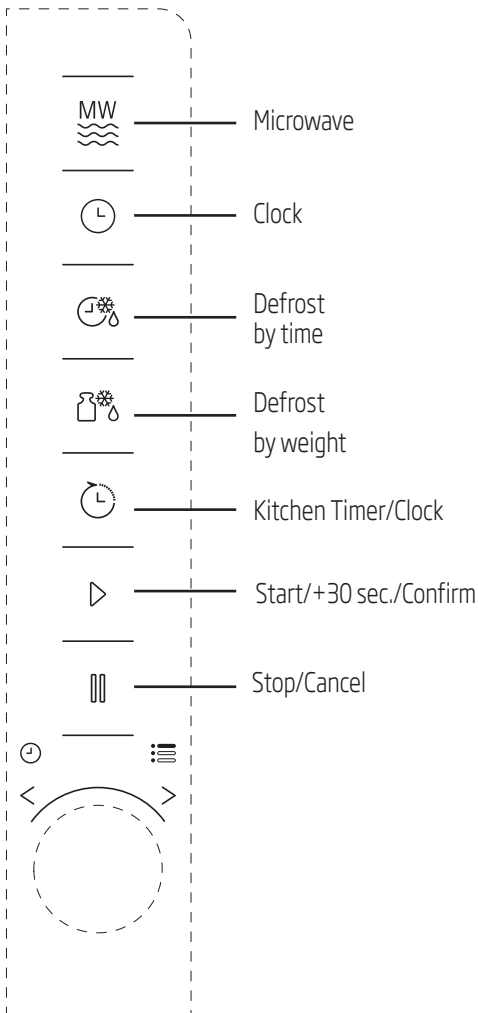 MW
Microwave
Clock
Defrost
by time
Defrost
by weight
Kitchen Timer/Clock
Start/+30 sec./Confirm
Stop/Cancel